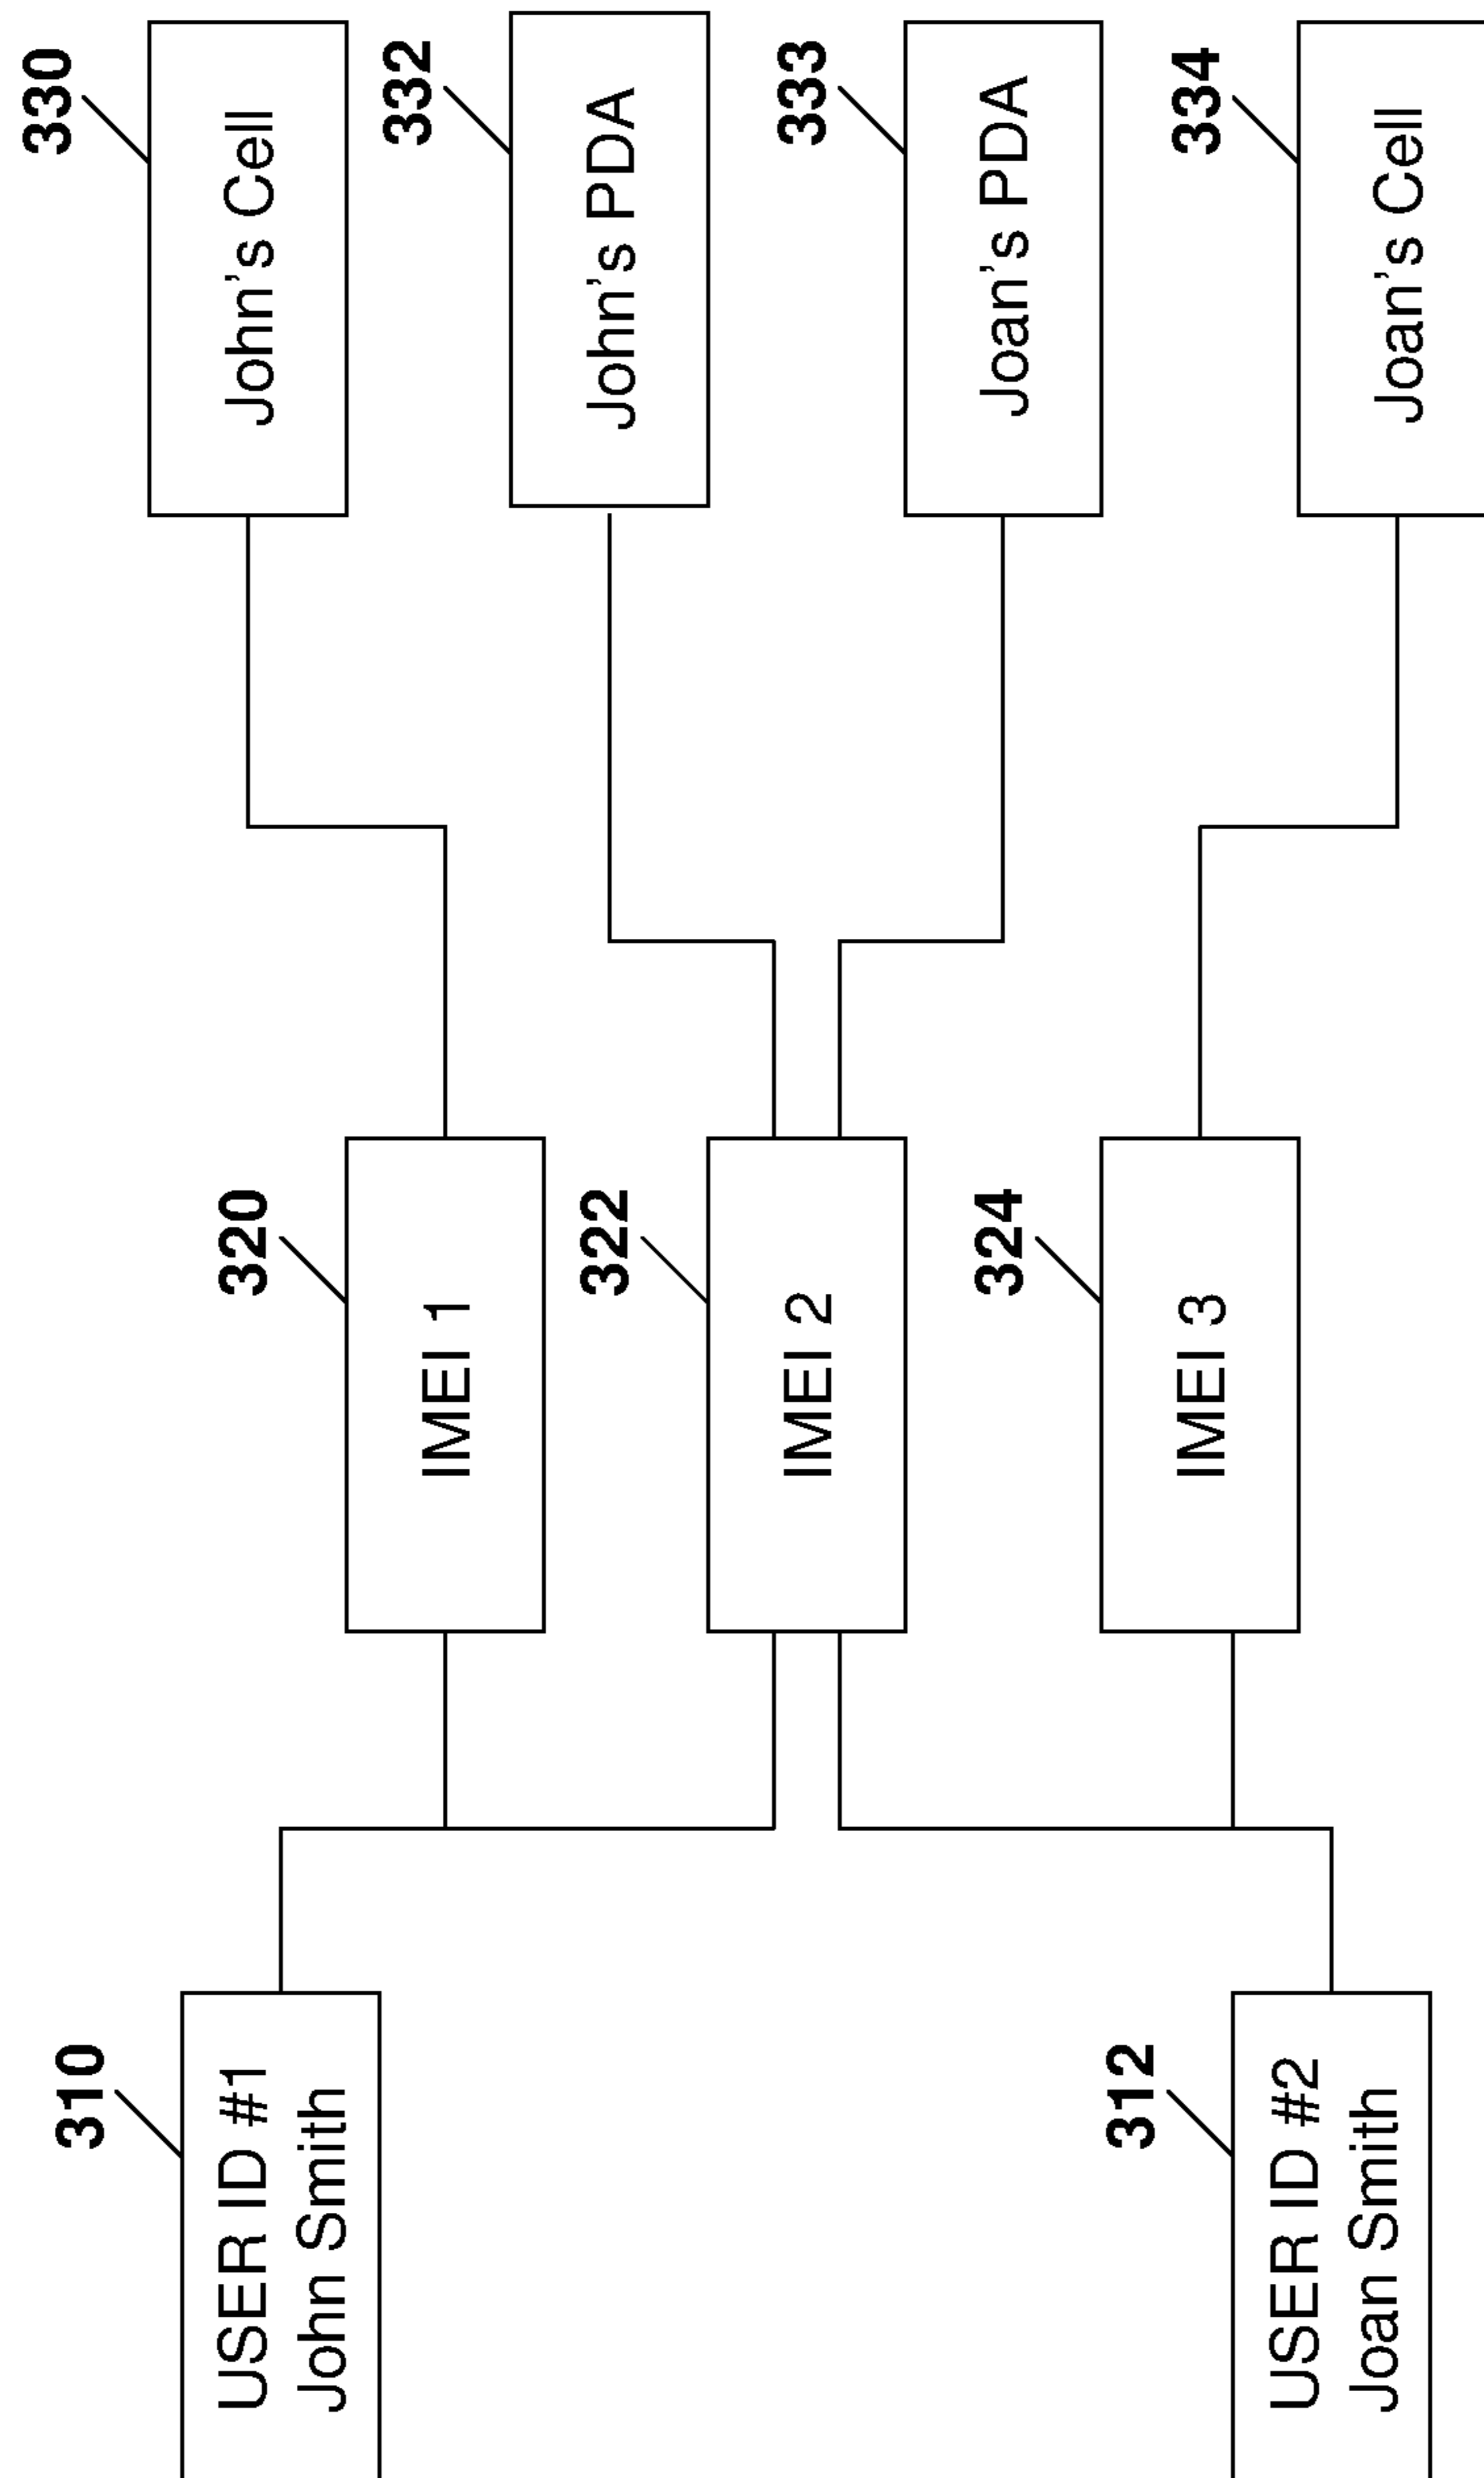 310
USER ID #1
John Smith
312
USER ID #2
Joan Smith
320
IMEI 1
322
IMEI 2
324
IMEI 3
330
John's Cell
332
John's PDA
333
Joan's PDA
334
Joan's Cell